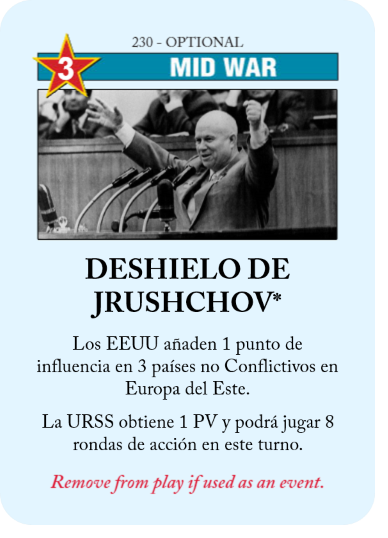 230 - OPTIONAL
3
MID WAR
DESHIELO DE
JRUSHCHOV*
Los EEUU añaden 1 punto de
influencia en 3 países no Conflictivos en
Europa del Este.
La URSS obtiene 1 PV y podrá jugar 8
rondas de acción en este turno.
Remove from play if used as an event.